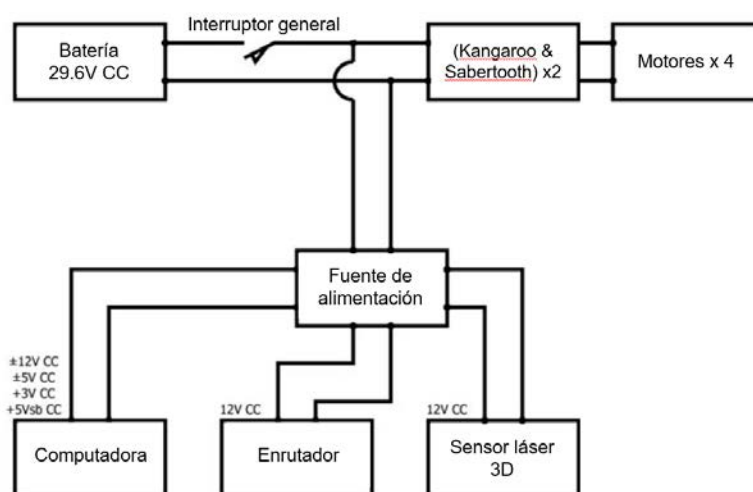 Interruptor general
Batería
29.6V CC
(Kangaroo &
Sabertooth) x2
Motores x 4
Fuente de
alimentación
±12V CC
±5V CC
+3V CC
+5Vsb CC
12V CC
12V CC
Computadora
Enrutador
Sensor láser
3D